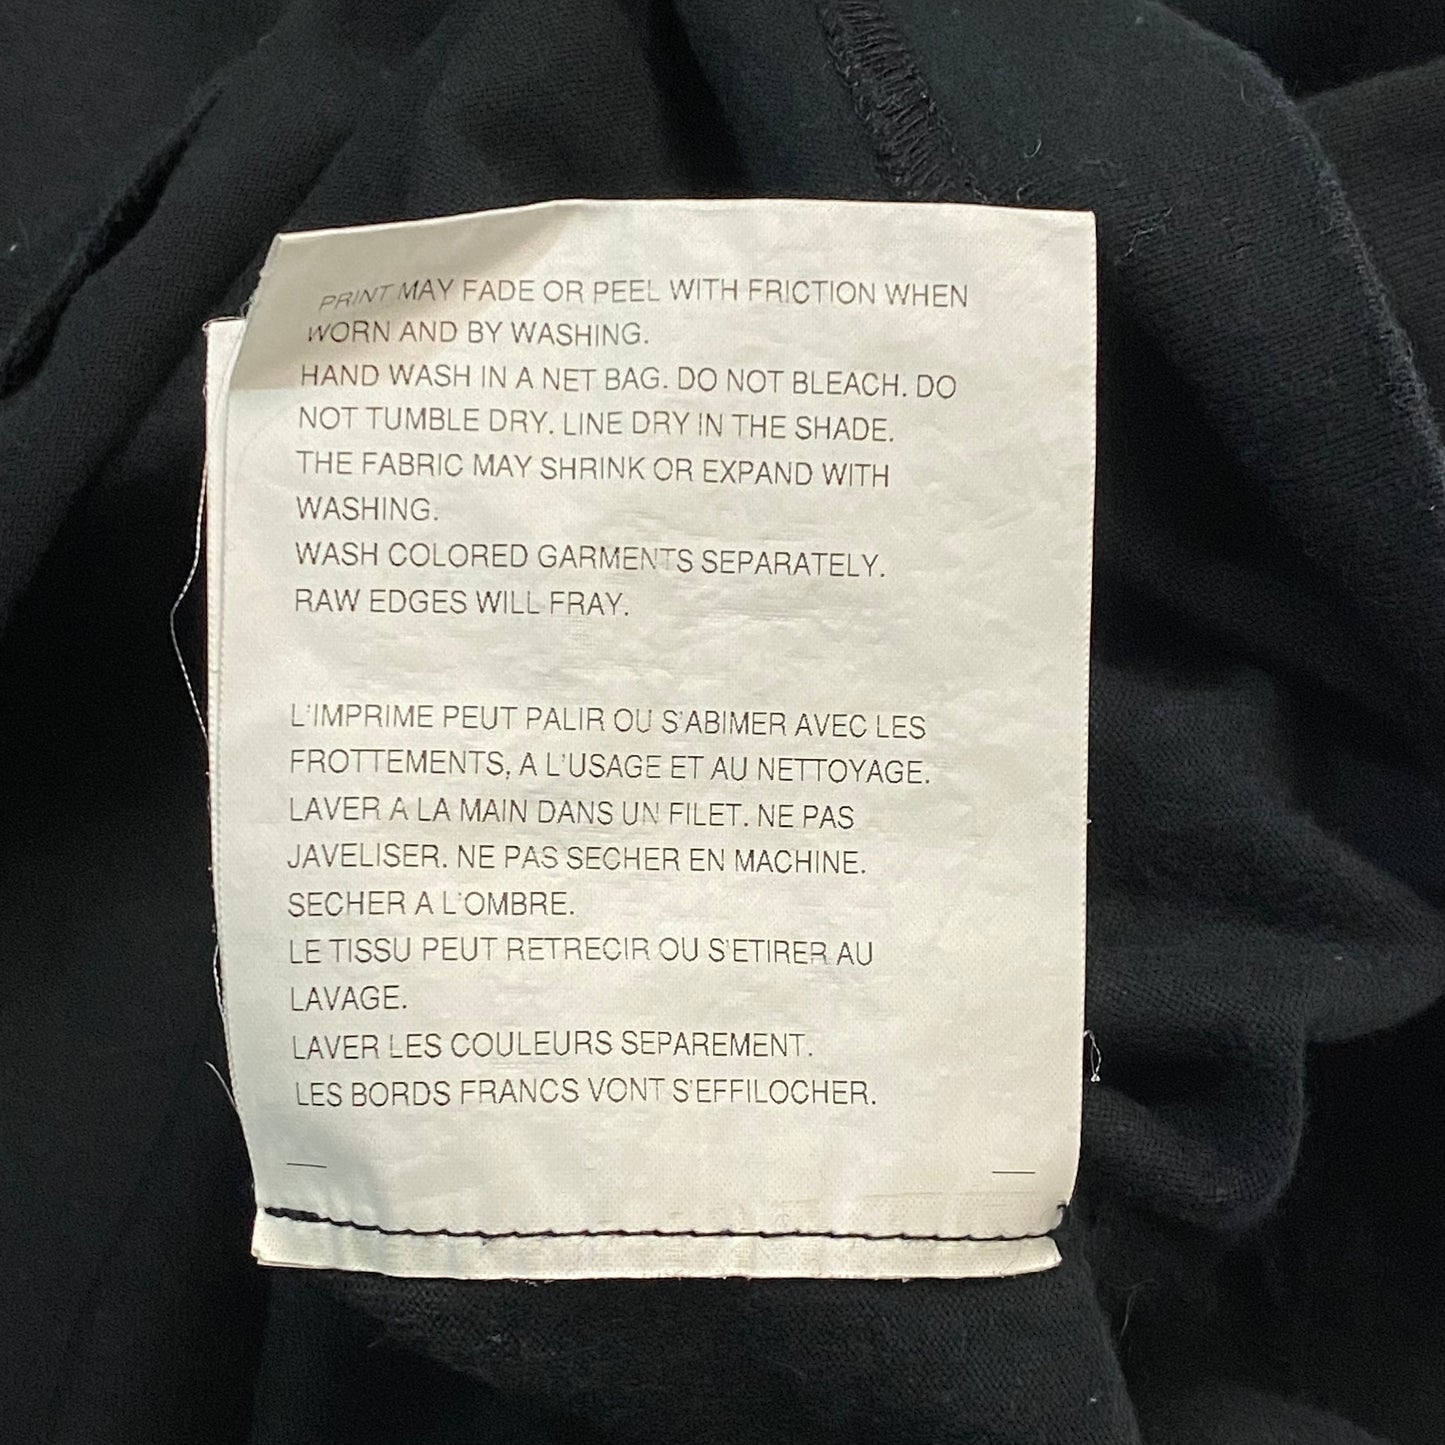 PRINT MAY FADE OR PEEL WITH FRICTION WHEN
WORN AND BY WASHING.
HAND WASH IN A NET BAG. DO NOT BLEACH. DO
NOT TUMBLE DRY. LINE DRY IN THE SHADE.
THE FABRIC MAY SHRINK OR EXPAND WITH
WASHING.
WASH COLORED GARMENTS SEPARATELY.
RAW EDGES WILL FRAY.
L'IMPRIME PEUT PALIR OU S'ABIMER AVEC LES
FROTTEMENTS, A L'USAGE ET AU NETTOYAGE.
LAVER A LA MAIN DANS UN FILET. NE PAS
JAVELISER. NE PAS SECHER EN MACHINE.
SECHER A L'OMBRE.
LE TISSU PEUT RETRECIR OU S'ETIRER AU
LAVAGE.
LAVER LES COULEURS SEPAREMENT.
LES BORDS FRANCS VONT S'EFFILOCHER.